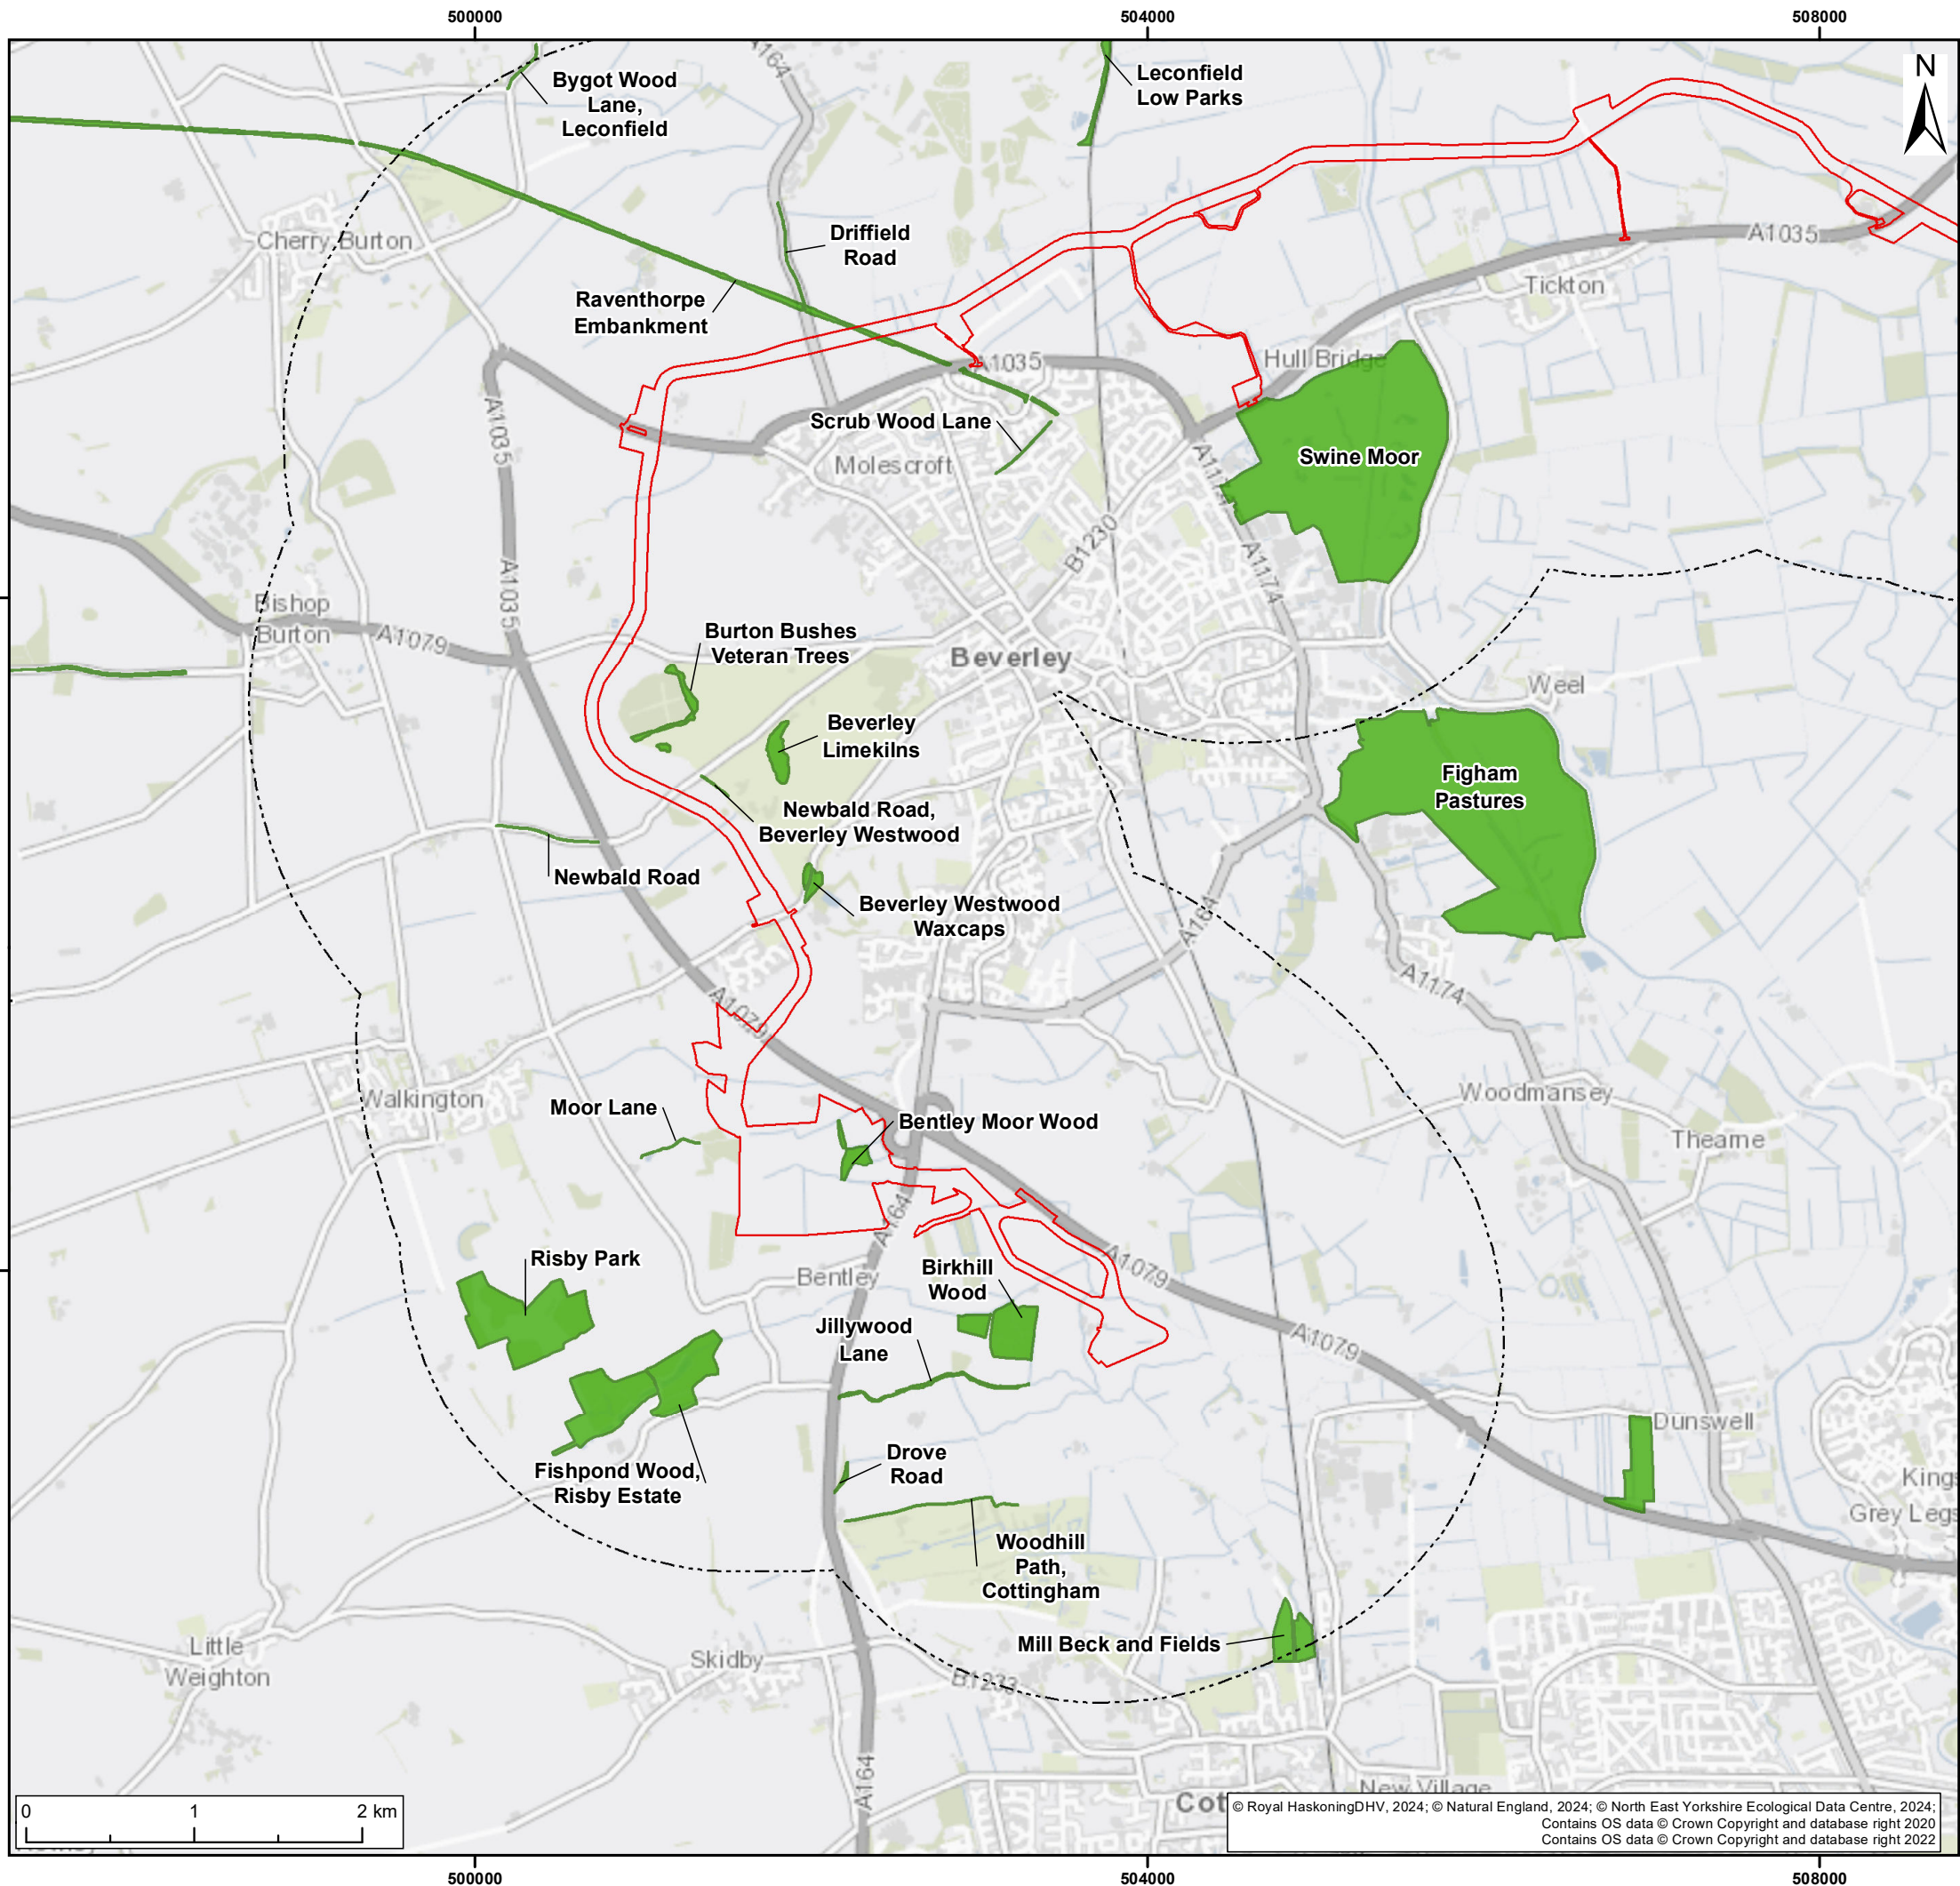 500000
504000
508000
N
A164
Bygot Wood
Lane,
Leconfield
Leconfield
Low Parks
Cherry Burton
Driffield
Road
A1035
Tickton
Raventhorpe
Embankment
Hull Bridge
A1035
A1035
Scrub Wood Lane
Molescroft
Swine Moor
A1174
B1230
A1174
A1035
Bishop
Burton
A1079
Burton Bushes
Veteran Trees
Beverley
Weel
Beverley
Limekilns
Figham
Pastures
Newbald Road,
Beverley Westwood
Newbald Road
Beverley Westwood
Waxcaps
A164
A1174
A1079
Walkington
Moor Lane
Bentley Moor Wood
Woodmansey
Thearne
A164
A1079
Risby Park
Bentley
Birkhill
Wood
Jillywood
Lane
A1079
Dunswell
Fishpond Wood,
Risby Estate
Drove
Road
Kings
Grey Legs
Woodhill
Path,
Cottingham
Little
Weighton
Skidby
Mill Beck and Fields
B1233
A164
New Village
Cot
0 1 2 km
© Royal HaskoningDHV, 2024; © Natural England, 2024; © North East Yorkshire Ecological Data Centre, 2024;
Contains OS data © Crown Copyright and database right 2020
Contains OS data © Crown Copyright and database right 2022
500000
504000
508000